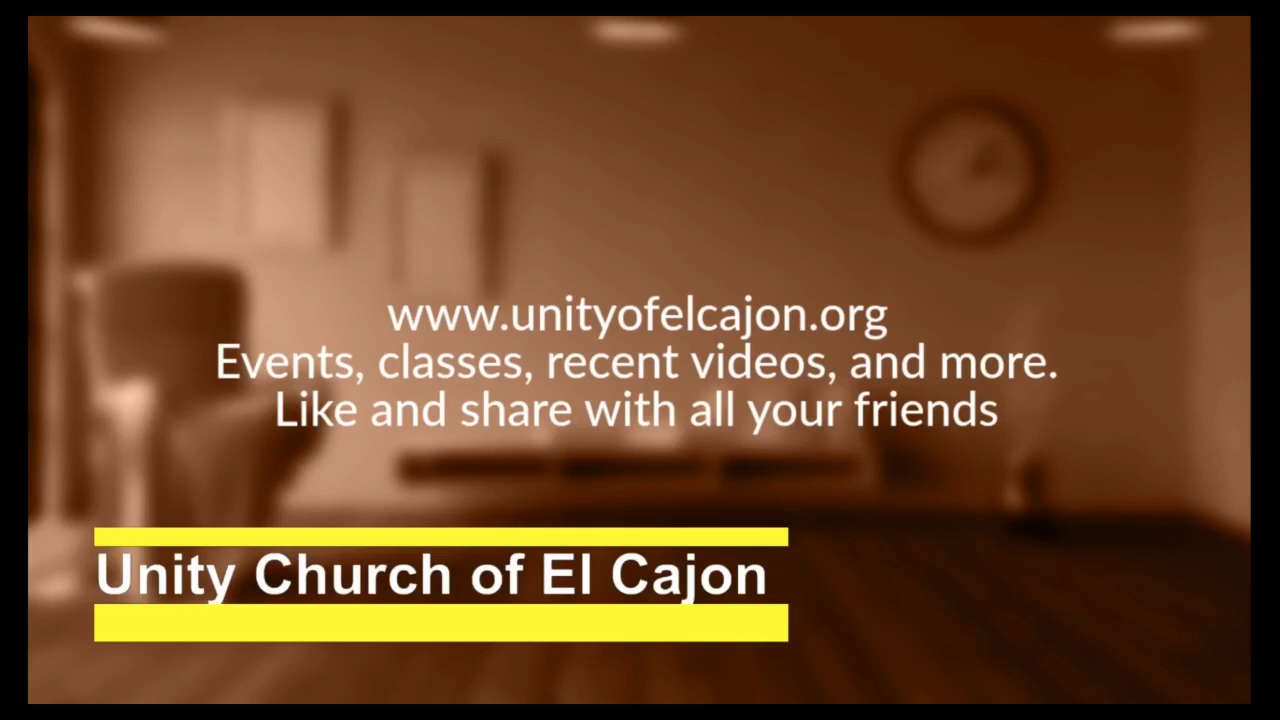 www.unityofelcajon.org
Events, classes, recent videos, and more.
Like and share with all your friends
Unity Church of El Cajon